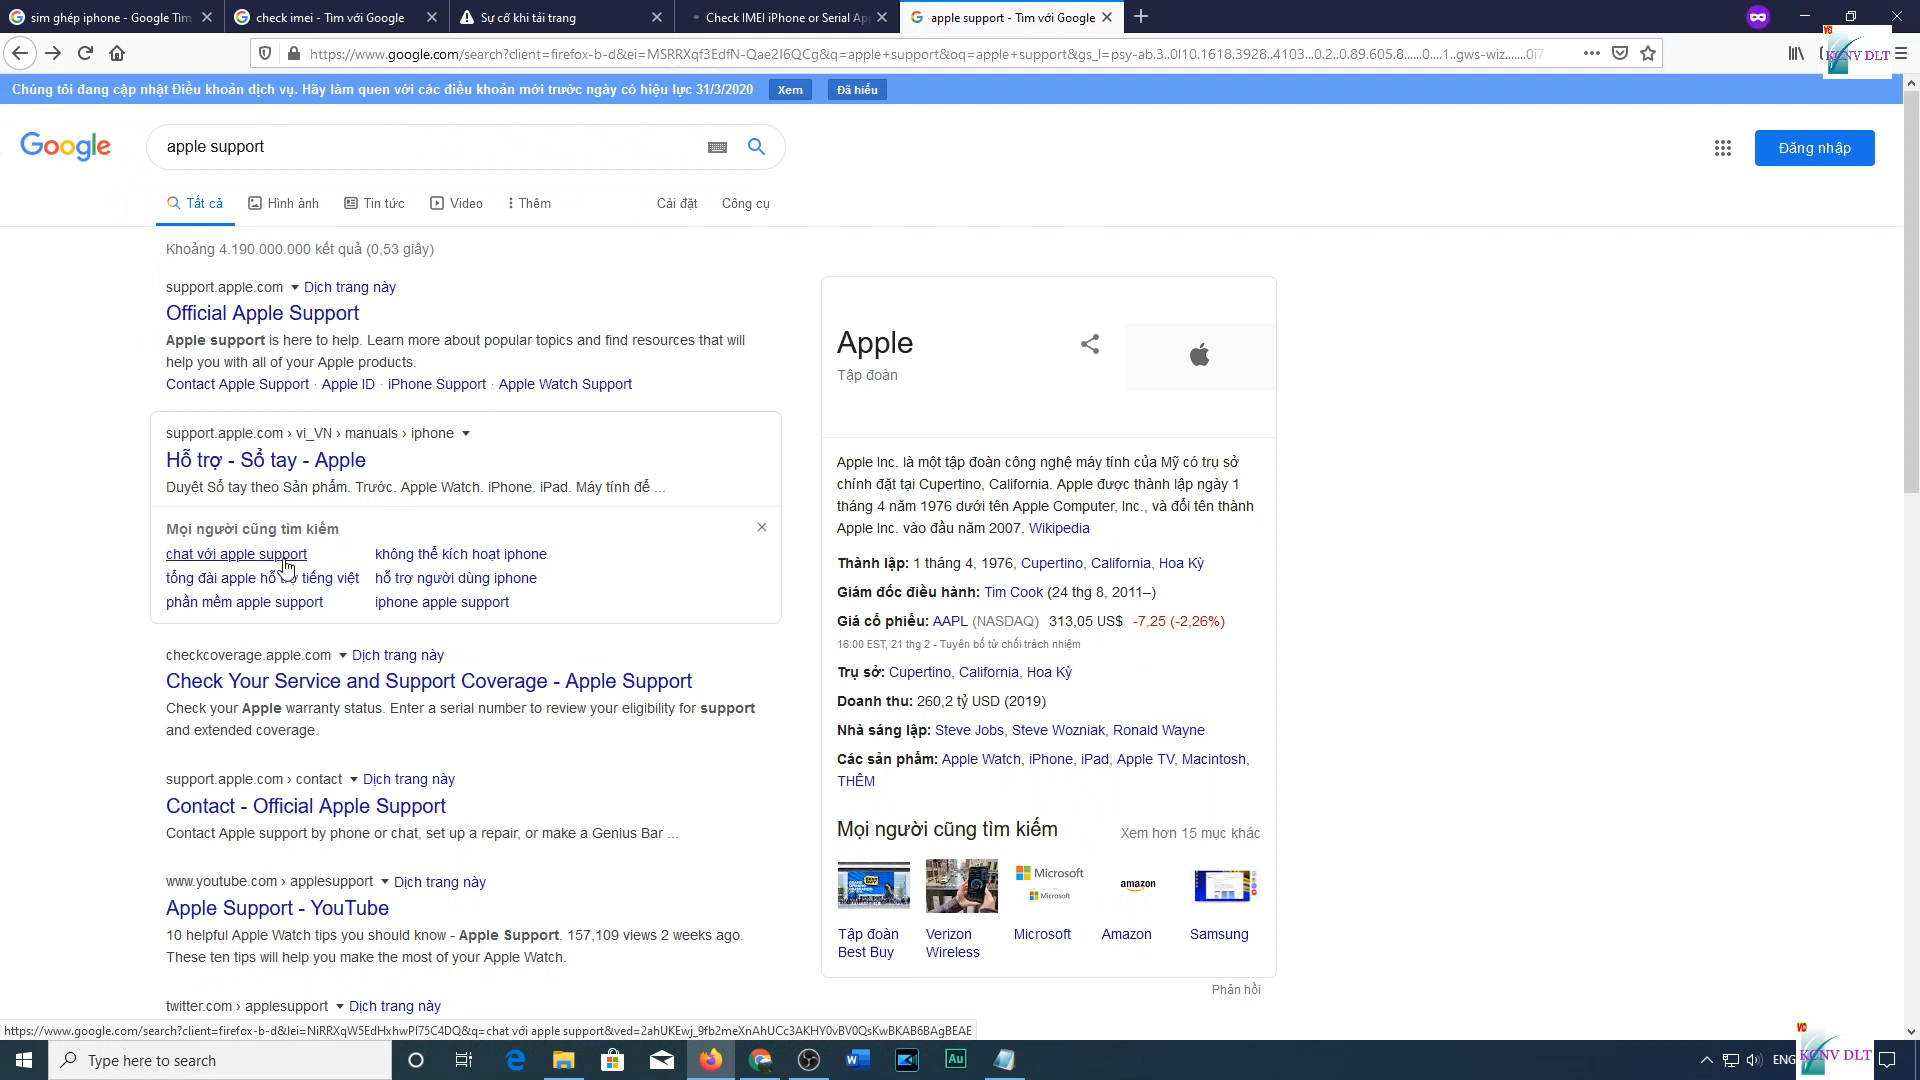 sim ghép iphone - Google Tìm
check imei - Tìm với Google
Sự cố khi tải trang
Check IMEI iPhone or Serial Ap
apple support - Tìm với Google
https://www.google.com/search?client=firefox-b-d&ei=MSRRXqf3EdfN-Qae2I6QCg&q=apple+support&oq=apple+support&gs_l=psy-ab.3..0l10.1618.3928..4103...0.2..0.89.605.8......0....1..gws-wiz.......0i7
VO
KCNV DLT
Chúng tôi đang cập nhật Điều khoản dịch vụ. Hãy làm quen với các điều khoản mới trước ngày có hiệu lực 31/3/2020
Xem
Đã hiểu
Google
apple support
Đăng nhập
Tất cả
Hình ảnh
Tin tức
Video
Thêm
Cài đặt
Công cụ
Khoảng 4.190.000.000 kết quả (0,53 giây)
support.apple.com Dịch trang này
Official Apple Support
Apple support is here to help. Learn more about popular topics and find resources that will
help you with all of your Apple products.
Contact Apple Support · Apple ID · iPhone Support · Apple Watch Support
support.apple.com › vi_VN › manuals › iphone
Hỗ trợ - Sổ tay - Apple
Duyệt Sổ tay theo Sản phẩm. Trước. Apple Watch. iPhone. iPad. Máy tính để ...
Mọi người cũng tìm kiếm
chat với apple support
không thể kích hoạt iphone
tổng đài apple hỗ trợ tiếng việt
hỗ trợ người dùng iphone
phần mềm apple support
iphone apple support
checkcoverage.apple.com Dịch trang này
Check Your Service and Support Coverage - Apple Support
Check your Apple warranty status. Enter a serial number to review your eligibility for support
and extended coverage.
support.apple.com › contact Dịch trang này
Contact - Official Apple Support
Contact Apple support by phone or chat, set up a repair, or make a Genius Bar ...
www.youtube.com › applesupport Dịch trang này
Apple Support - YouTube
10 helpful Apple Watch tips you should know - Apple Support. 157,109 views 2 weeks ago.
These ten tips will help you make the most of your Apple Watch.
twitter.com › applesupport Dịch trang này
Apple
Tập đoàn
Apple Inc. là một tập đoàn công nghệ máy tính của Mỹ có trụ sở
chính đặt tại Cupertino, California. Apple được thành lập ngày 1
tháng 4 năm 1976 dưới tên Apple Computer, Inc., và đổi tên thành
Apple Inc. vào đầu năm 2007. Wikipedia
Thành lập: 1 tháng 4, 1976, Cupertino, California, Hoa Kỳ
Giám đốc điều hành: Tim Cook (24 thg 8, 2011–)
Giá cổ phiếu: AAPL (NASDAQ) 313,05 US$ -7,25 (-2,26%)
16:00 EST, 21 thg 2 - Tuyên bố từ chối trách nhiệm
Trụ sở: Cupertino, California, Hoa Kỳ
Doanh thu: 260,2 tỷ USD (2019)
Nhà sáng lập: Steve Jobs, Steve Wozniak, Ronald Wayne
Các sản phẩm: Apple Watch, iPhone, iPad, Apple TV, Macintosh,
THÊM
Mọi người cũng tìm kiếm
Xem hơn 15 mục khác
Microsoft
Microsoft
amazon
Tập đoàn
Best Buy
Verizon
Wireless
Microsoft
Amazon
Samsung
Phản hồi
https://www.google.com/search?client=firefox-b-d&lei=NiRRXqW5EdHxhwPI75C4DQ&q=chat với apple support&ved=2ahUKEwj_9fb2meXnAhUCc3AKHY0vBV0QsKwBKAB6BAgBEAE
Type here to search
Au
ENG
VO
KCNV DLT